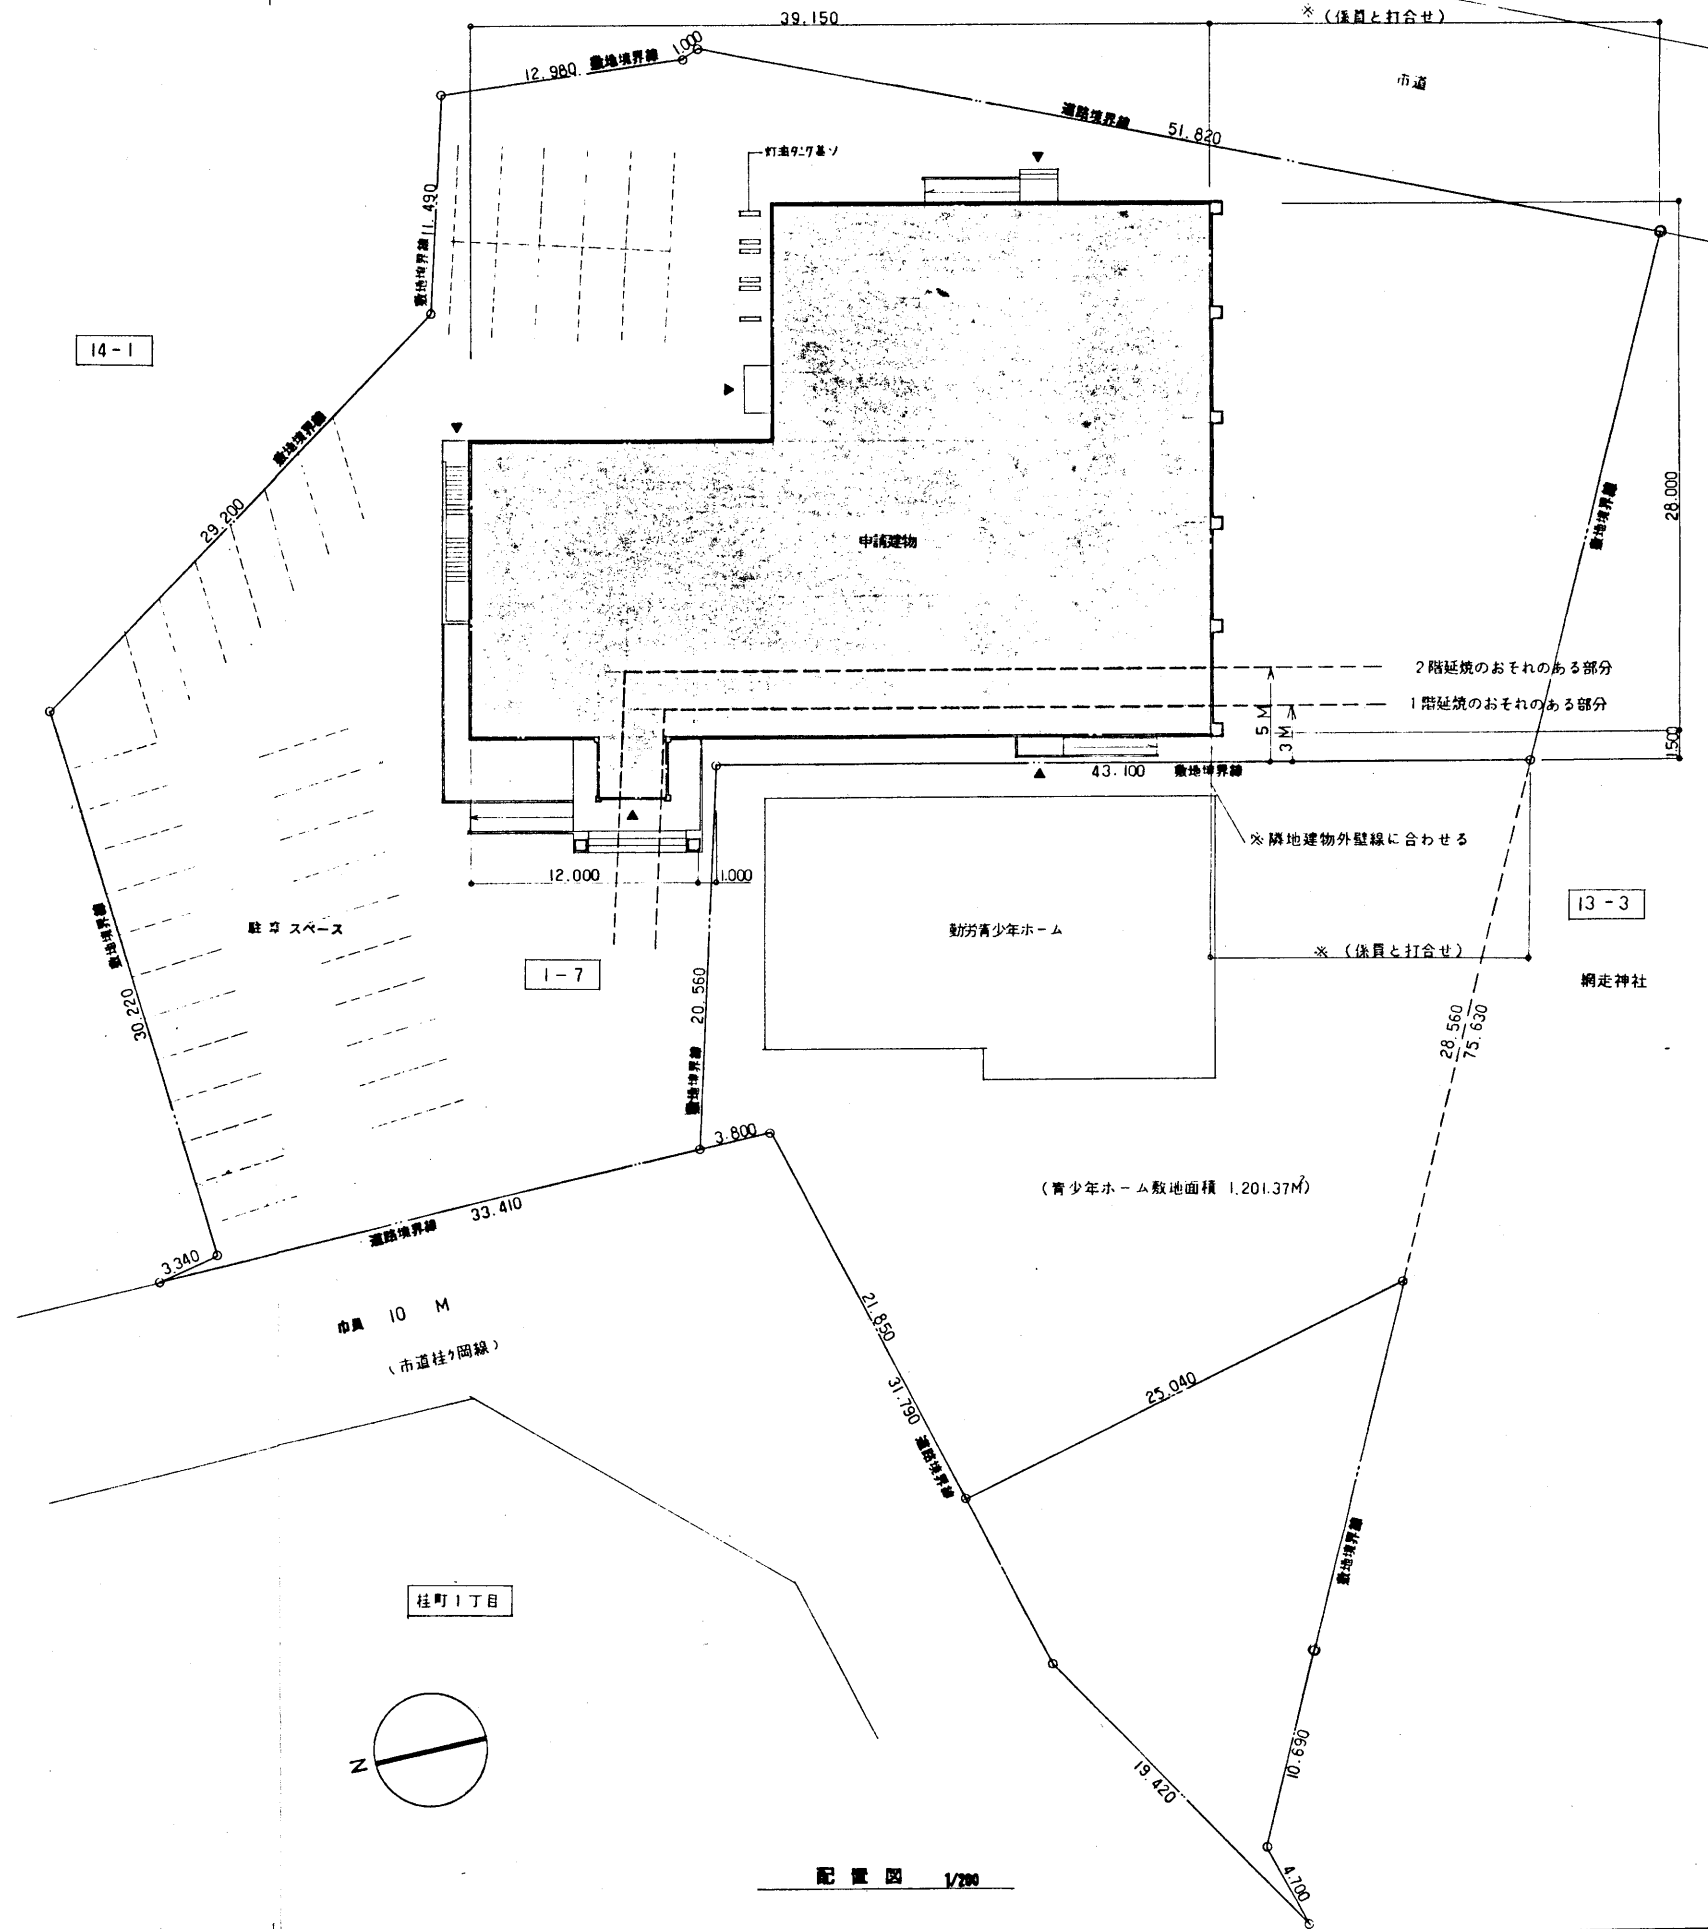 39.150
※ (係員と打合せ)
1.000
12.980 敷地境界線
市道
道路境界線
51.820
灯油タンク基ソ
敷地境界線 11.490
14-1
敷地境界線
29.200
敷地境界線
28.000
申請建物
2階延焼のおそれのある部分
1階延焼のおそれのある部分
5M
3M
1.500
43.100 敷地境界線
※隣地建物外壁線に合わせる
12.000
1.000
13-3
駐車スペース
勤労青少年ホーム
※ (係員と打合せ)
敷地境界線
30.220
1-7
網走神社
敷地境界線 20.560
28.560
75.630
3.800
(青少年ホーム敷地面積 1,201.37M²)
33.410
道路境界線
3.340
巾員 10 M
(市道桂ケ岡線)
21.850
31.790 道路境界線
25.040
敷地境界線
桂町1丁目
N
10.690
19.420
4.700
配置図 1/200